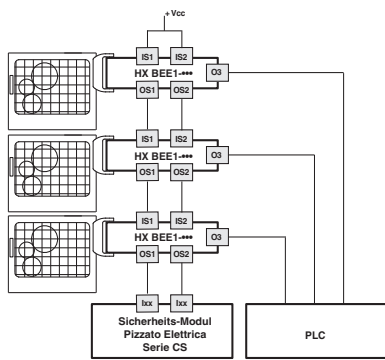 + Vcc
IS1 IS2
HX BEE1-•••
O3
OS1 OS2
IS1 IS2
HX BEE1-•••
O3
OS1 OS2
IS1 IS2
HX BEE1-•••
O3
OS1 OS2
Ixx Ixx
Sicherheits-Modul
Pizzato Elettrica
Serie CS
PLC